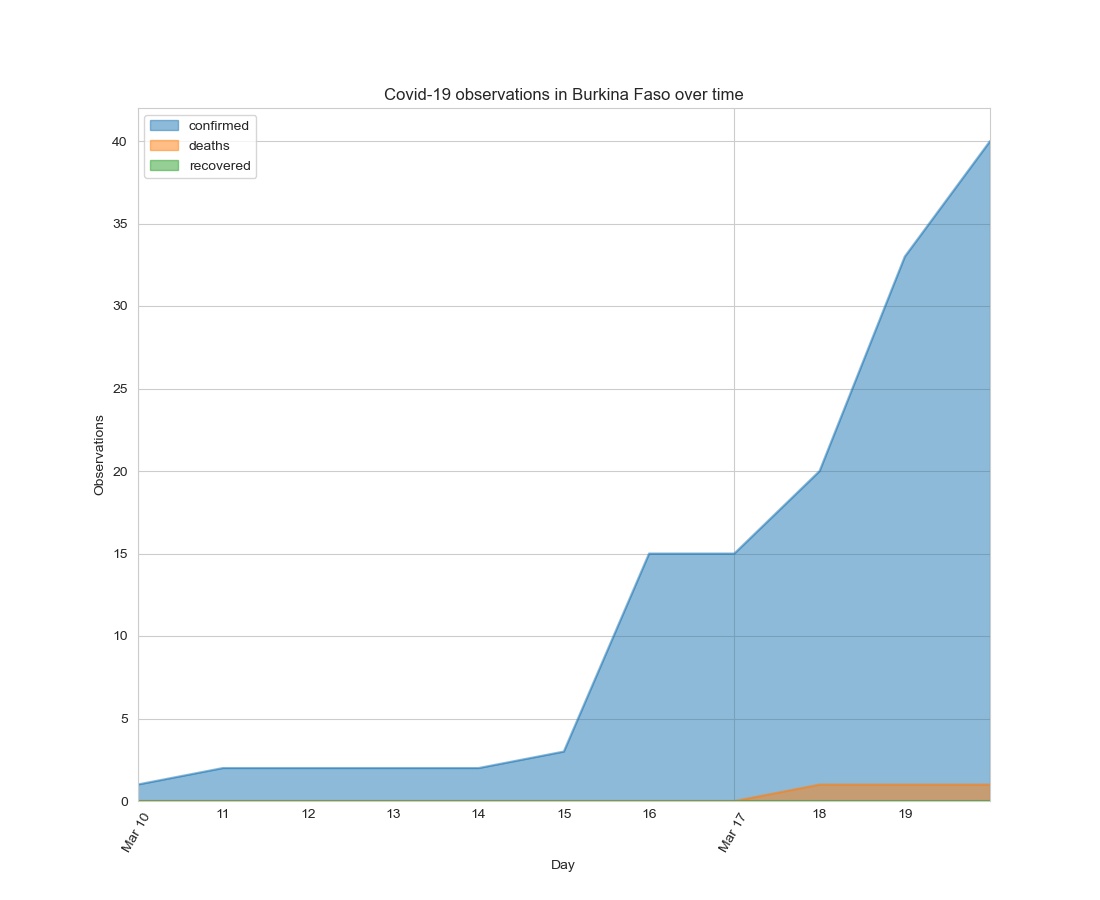 Covid-19 observations in Burkina Faso over time
confirmed
deaths
recovered
40
35
30
25
20
15
10
5
0
Observations
Mar 10
11
12
13
14
15
16
Mar 17
18
19
Day